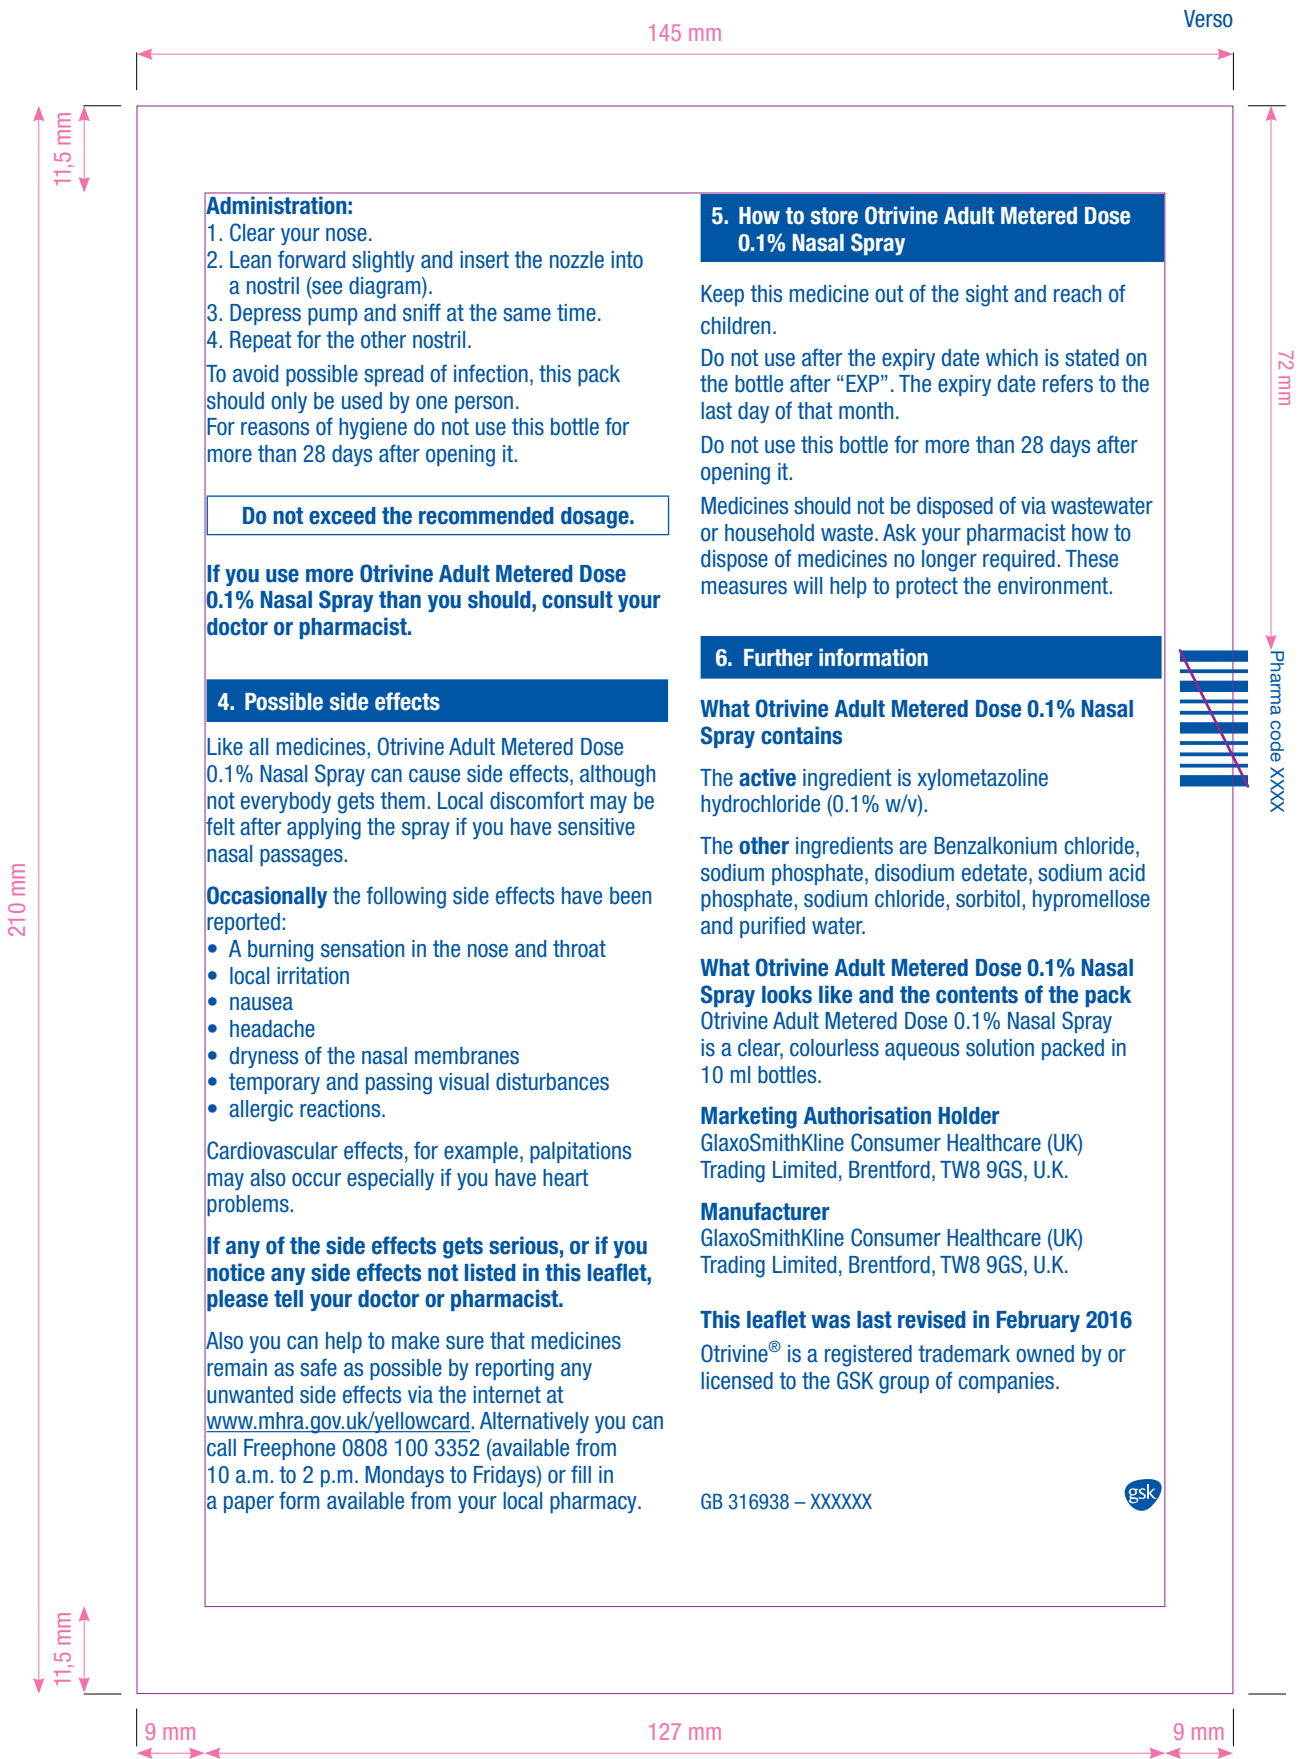 Verso
145 mm
11,5 mm
210 mm
11,5 mm
Administration:
1. Clear your nose.
2. Lean forward slightly and insert the nozzle into
a nostril (see diagram).
3. Depress pump and sniff at the same time.
4. Repeat for the other nostril.
To avoid possible spread of infection, this pack
should only be used by one person.
For reasons of hygiene do not use this bottle for
more than 28 days after opening it.
Do not exceed the recommended dosage.
If you use more Otrivine Adult Metered Dose
0.1% Nasal Spray than you should, consult your
doctor or pharmacist.
4. Possible side effects
Like all medicines, Otrivine Adult Metered Dose
0.1% Nasal Spray can cause side effects, although
not everybody gets them. Local discomfort may be
felt after applying the spray if you have sensitive
nasal passages.
Occasionally the following side effects have been
reported:
• A burning sensation in the nose and throat
• local irritation
• nausea
• headache
• dryness of the nasal membranes
• temporary and passing visual disturbances
• allergic reactions.
Cardiovascular effects, for example, palpitations
may also occur especially if you have heart
problems.
If any of the side effects gets serious, or if you
notice any side effects not listed in this leaflet,
please tell your doctor or pharmacist.
Also you can help to make sure that medicines
remain as safe as possible by reporting any
unwanted side effects via the internet at
www.mhra.gov.uk/yellowcard. Alternatively you can
call Freephone 0808 100 3352 (available from
10 a.m. to 2 p.m. Mondays to Fridays) or fill in
a paper form available from your local pharmacy.
5. How to store Otrivine Adult Metered Dose
0.1% Nasal Spray
Keep this medicine out of the sight and reach of
children.
Do not use after the expiry date which is stated on
the bottle after “EXP”. The expiry date refers to the
last day of that month.
Do not use this bottle for more than 28 days after
opening it.
Medicines should not be disposed of via wastewater
or household waste. Ask your pharmacist how to
dispose of medicines no longer required. These
measures will help to protect the environment.
6. Further information
What Otrivine Adult Metered Dose 0.1% Nasal
Spray contains
The active ingredient is xylometazoline
hydrochloride (0.1% w/v).
The other ingredients are Benzalkonium chloride,
sodium phosphate, disodium edetate, sodium acid
phosphate, sodium chloride, sorbitol, hypromellose
and purified water.
What Otrivine Adult Metered Dose 0.1% Nasal
Spray looks like and the contents of the pack
Otrivine Adult Metered Dose 0.1% Nasal Spray
is a clear, colourless aqueous solution packed in
10 ml bottles.
Marketing Authorisation Holder
GlaxoSmithKline Consumer Healthcare (UK)
Trading Limited, Brentford, TW8 9GS, U.K.
Manufacturer
GlaxoSmithKline Consumer Healthcare (UK)
Trading Limited, Brentford, TW8 9GS, U.K.
This leaflet was last revised in February 2016
Otrivine® is a registered trademark owned by or
licensed to the GSK group of companies.
GB 316938 – XXXXXX
gsk
72 mm
Pharma code XXXX
9 mm
127 mm
9 mm